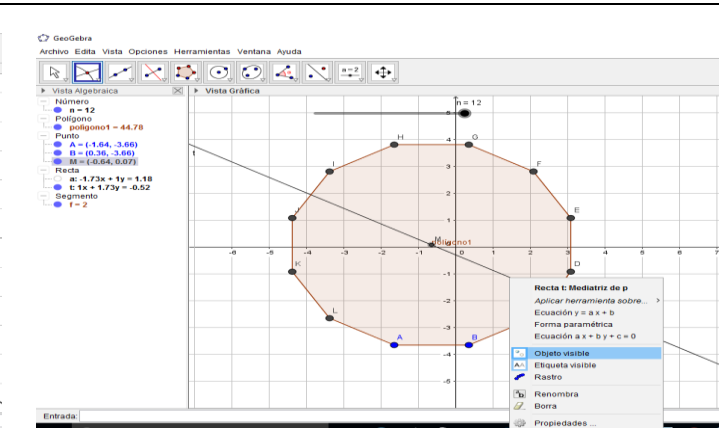 GeoGebra
Archivo Edita Vista Opciones Herramientas Ventana Ayuda
a=2
Vista Algebraica
Número
n = 12
Polígono
polígono1 = 44.78
Punto
A = (-1.64, -3.66)
B = (0.36, -3.66)
M = (-0.64, 0.07)
Recta
a: -1.73x + 1y = 1.18
t: 1x + 1.73y = -0.52
Segmento
f = 2
Vista Gráfica
n = 12
5
H
G
4
t
I
F
3
2
J
E
1
M
polígono1
-6 -5 -4 -3 -2 -1 0 1 2 3 4 5 6 7
K
D
-1
-2
L
-3
A
B
-4
-5
Recta t: Mediatriz de p
Aplicar herramienta sobre...
Ecuación y = a x + b
Forma paramétrica
Ecuación a x + b y + c = 0
Objeto visible
AA Etiqueta visible
Rastro
Renombra
Borra
Propiedades ...
Entrada: